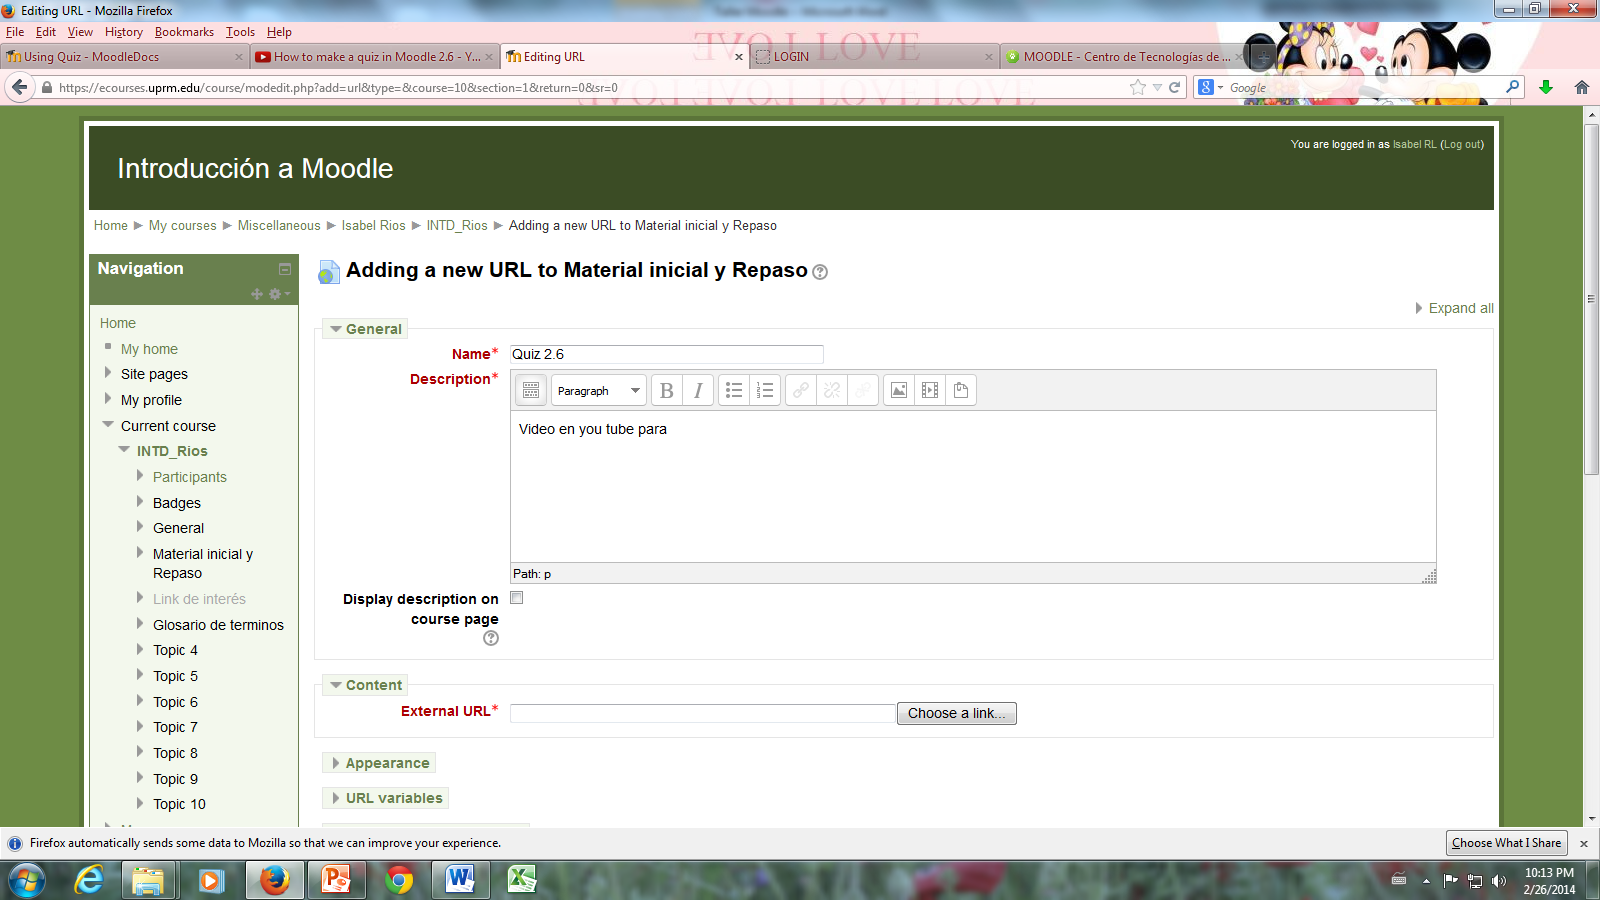 Editing URL - Mozilla Firefox
File Edit View History Bookmarks Tools Help
Using Quiz - MoodleDocs
How to make a quiz in Moodle 2.6 - Y...
Editing URL
LOGIN
MOODLE - Centro de Tecnologías de ...
https://ecourses.uprm.edu/course/modedit.php?add=url&type=&course=10&section=1&return=0&sr=0
Google
Introducción a Moodle
You are logged in as Isabel RL (Log out)
Home My courses Miscellaneous Isabel Rios INTD_Rios Adding a new URL to Material inicial y Repaso
Navigation
Home
My home
Site pages
My profile
Current course
INTD_Rios
Participants
Badges
General
Material inicial y
Repaso
Link de interés
Glosario de terminos
Topic 4
Topic 5
Topic 6
Topic 7
Topic 8
Topic 9
Topic 10
Adding a new URL to Material inicial y Repaso
Expand all
General
Name* Quiz 2.6
Description*
Paragraph B I
Video en you tube para
Path: p
Display description on
course page
Content
External URL* Choose a link...
Appearance
URL variables
Firefox automatically sends some data to Mozilla so that we can improve your experience.
Choose What I Share
10:13 PM
2/26/2014